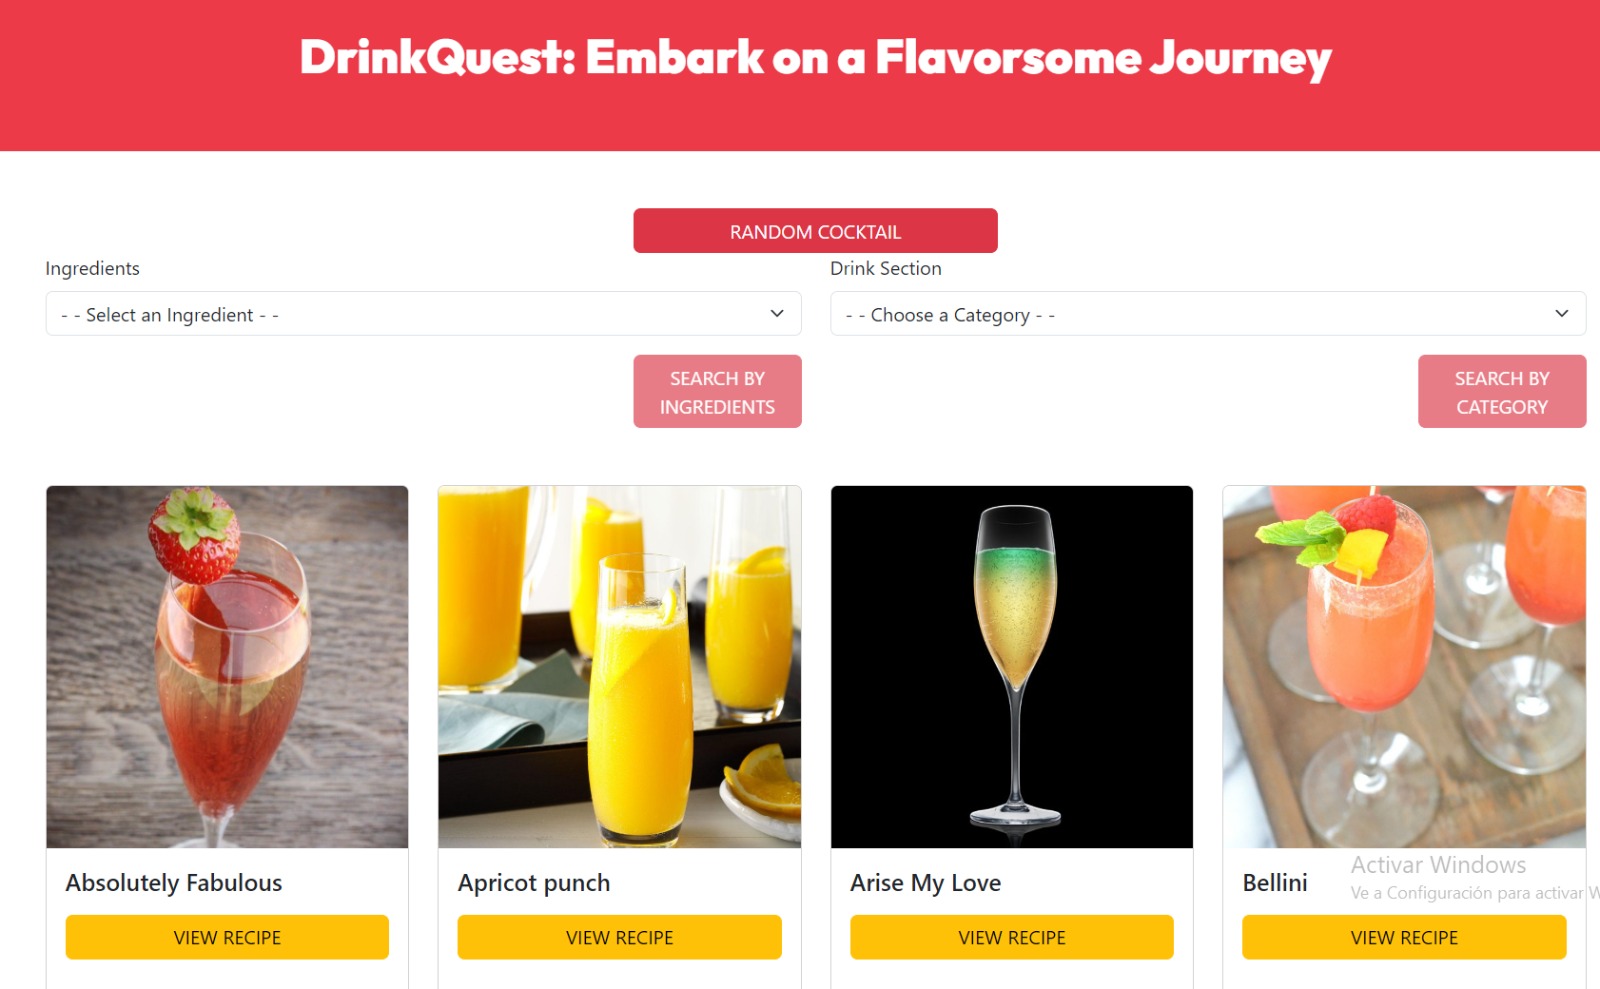 DrinkQuest: Embark on a Flavorsome Journey
RANDOM COCKTAIL
Ingredients
Drink Section
- - Select an Ingredient - -
- - Choose a Category - -
SEARCH BY
INGREDIENTS
SEARCH BY
CATEGORY
Absolutely Fabulous
Apricot punch
Arise My Love
Bellini
Activar Windows
Ve a Configuración para activar W
VIEW RECIPE
VIEW RECIPE
VIEW RECIPE
VIEW RECIPE